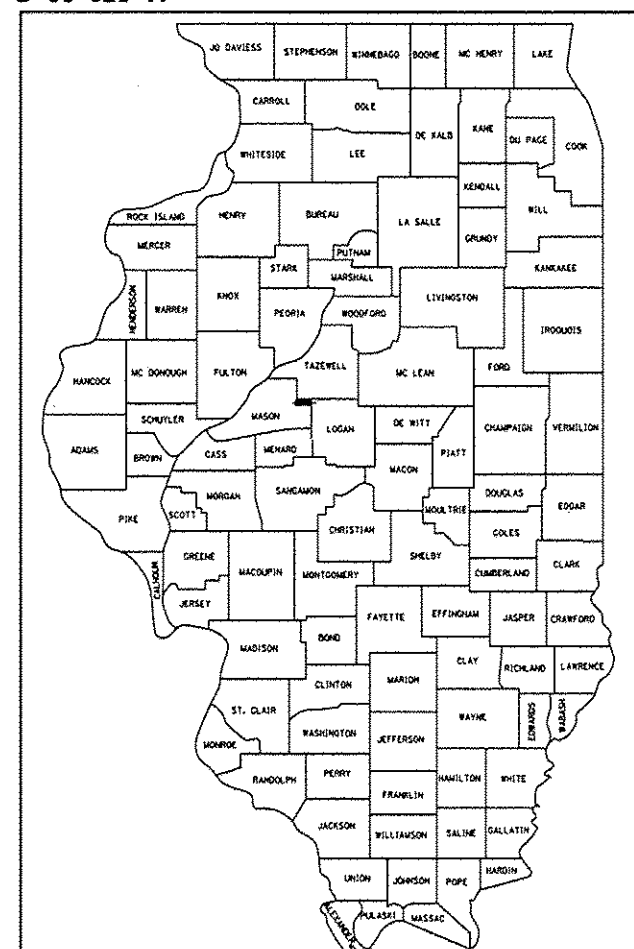 JO DAVIESS STEPHENSON WINNEBAGO BOONE MC HENRY LAKE
CARROLL OGLE DE KALB KANE DU PAGE COOK
WHITESIDE LEE
KENDALL WILL
ROCK ISLAND HENRY BUREAU LA SALLE GRUNDY
MERCER PUTNAM KANKAKEE
STARK MARSHALL
HENDERSON WARREN KNOX PEORIA WOODFORD LIVINGSTON IROQUOIS
HANCOCK MC DONOUGH FULTON TAZEWELL MC LEAN FORD
SCHUYLER MASON LOGAN DE WITT CHAMPAIGN VERMILION
ADAMS BROWN CASS MENARD MACON PIATT
PIKE SCOTT MORGAN SANGAMON MOULTRIE DOUGLAS EDGAR
CHRISTIAN COLES
GREENE MACOUPIN MONTGOMERY SHELBY CUMBERLAND CLARK
CALHOUN JERSEY
FAYETTE EFFINGHAM JASPER CRAWFORD
MADISON BOND
CLAY RICHLAND LAWRENCE
CLINTON MARION
ST. CLAIR WAYNE EDWARDS WABASH
MONROE WASHINGTON JEFFERSON
RANDOLPH PERRY HAMILTON WHITE
FRANKLIN
JACKSON WILLIAMSON SALINE GALLATIN
UNION JOHNSON POPE HARDIN
ALEXANDER PULASKI MASSAC